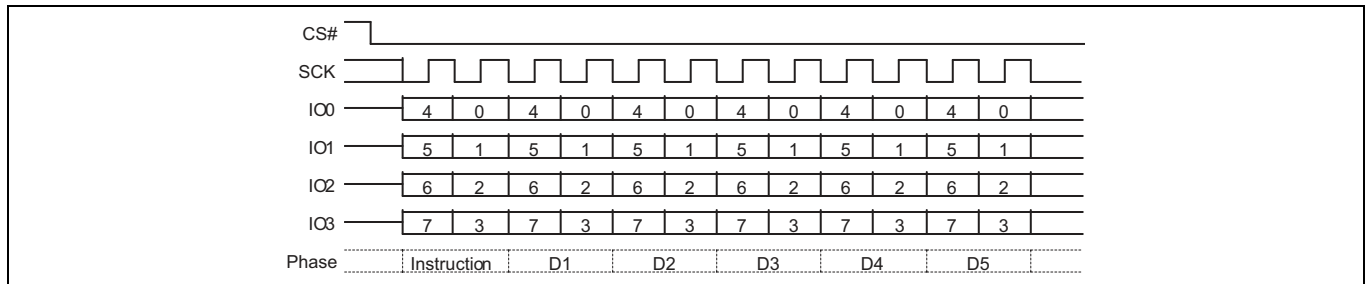 CS#
SCK
IO0 4 0 4 0 4 0 4 0 4 0 4 0
IO1 5 1 5 1 5 1 5 1 5 1 5 1
IO2 6 2 6 2 6 2 6 2 6 2 6 2
IO3 7 3 7 3 7 3 7 3 7 3 7 3
Phase Instruction D1 D2 D3 D4 D5